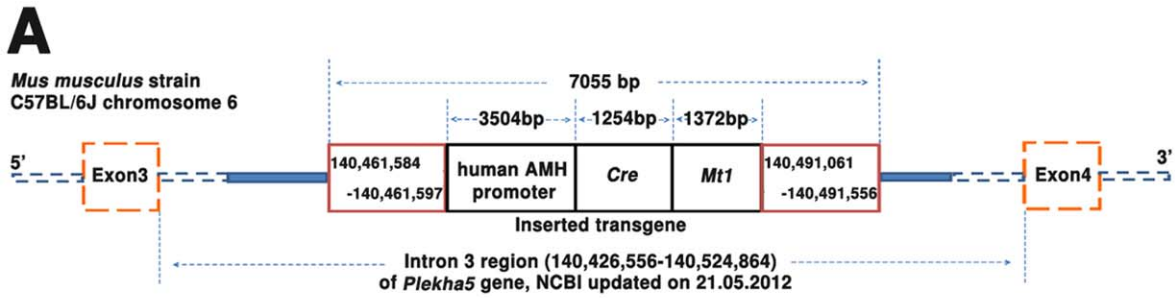 A
Mus musculus strain
C57BL/6J chromosome 6
7055 bp
3504bp
1254bp
1372bp
5’
Exon3
140,461,584
-140,461,597
human AMH
promoter
Cre
Mt1
140,491,061
-140,491,556
Exon4
3’
Inserted transgene
Intron 3 region (140,426,556-140,524,864)
of Plekha5 gene, NCBI updated on 21.05.2012